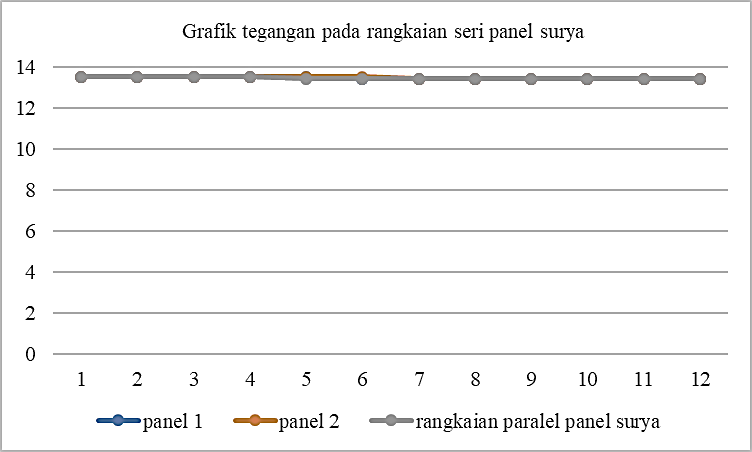 Grafik tegangan pada rangkaian seri panel surya
14
12
10
8
6
4
2
0
1 2 3 4 5 6 7 8 9 10 11 12
panel 1 panel 2 rangkaian paralel panel surya